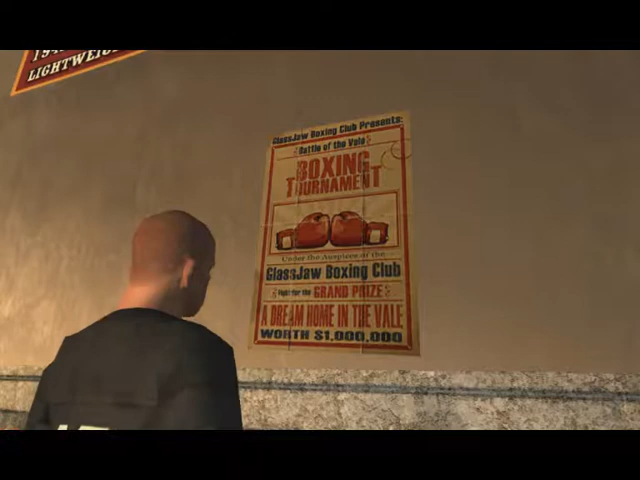 LIGHTWEIGHT
GlassJaw Boxing Club Presents:
Battle of the Vale
BOXING
TOURNAMENT
Under the Auspices of the
GlassJaw Boxing Club
Fight for the GRAND PRIZE
A DREAM HOME IN THE VALE
WORTH $1,000,000